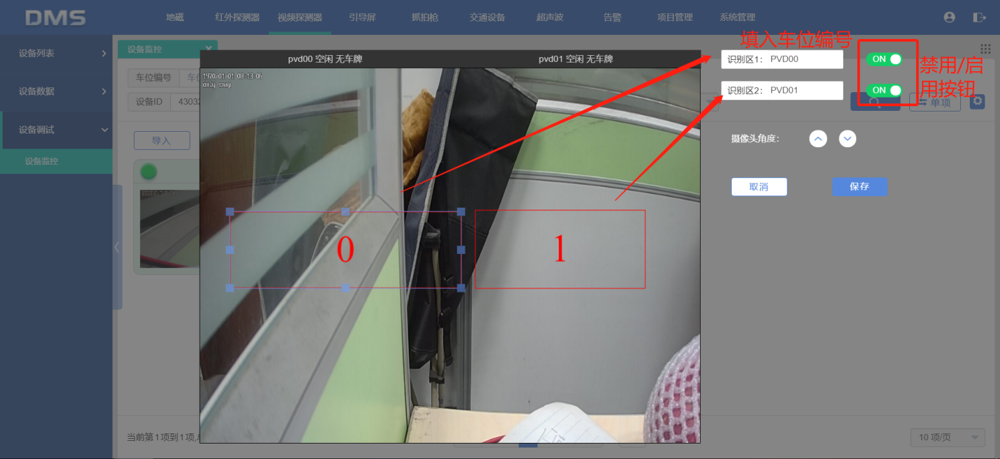 DMS
地磁 红外探测器 视频探测器 引导屏 抓拍枪 交通设备 超声波 告警 项目管理 系统管理
设备列表
设备数据
设备调试
设备监控
设备监控
车位编号
设备ID 43032
导入
pvd00 空闲 无车牌 pvd01 空闲 无车牌
1970/01/01 08:13:06
only snap
0
1
填入车位编号
识别区1： PVD00 ON
识别区2： PVD01 ON
禁用/启
用按钮
单项
摄像头角度：
取消 保存
当前第1项到1项,
10 项/页